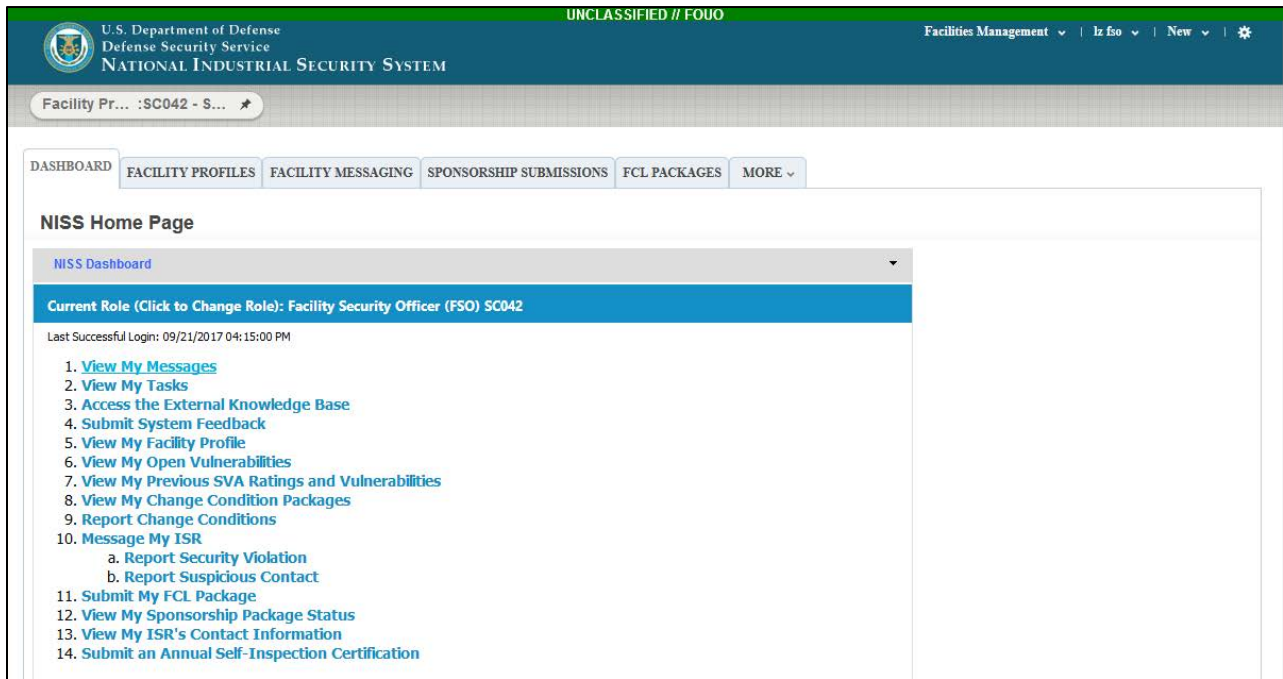 UNCLASSIFIED // FOUO
U.S. Department of Defense
Defense Security Service
NATIONAL INDUSTRIAL SECURITY SYSTEM
Facilities Management | lz fso | New |
Facility Pr... :SC042 - S...
DASHBOARD FACILITY PROFILES FACILITY MESSAGING SPONSORSHIP SUBMISSIONS FCL PACKAGES MORE
NISS Home Page
NISS Dashboard
Current Role (Click to Change Role): Facility Security Officer (FSO) SC042
Last Successful Login: 09/21/2017 04:15:00 PM
1. View My Messages
2. View My Tasks
3. Access the External Knowledge Base
4. Submit System Feedback
5. View My Facility Profile
6. View My Open Vulnerabilities
7. View My Previous SVA Ratings and Vulnerabilities
8. View My Change Condition Packages
9. Report Change Conditions
10. Message My ISR
a. Report Security Violation
b. Report Suspicious Contact
11. Submit My FCL Package
12. View My Sponsorship Package Status
13. View My ISR's Contact Information
14. Submit an Annual Self-Inspection Certification